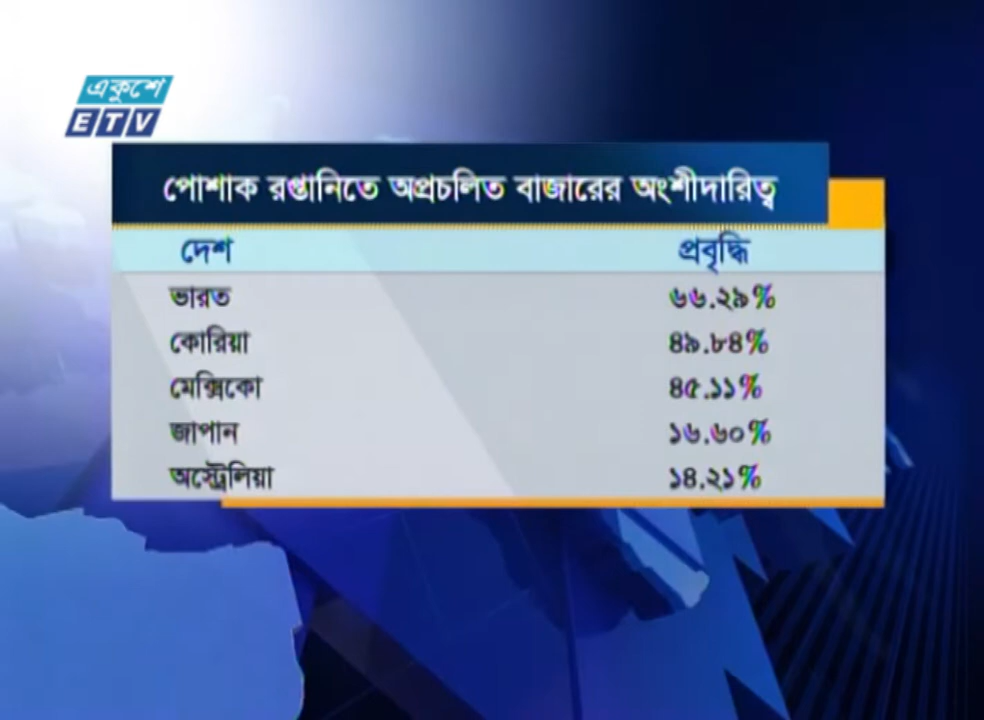 একুশে
ETV
পোশাক রপ্তানিতে অপ্রচলিত বাজারের অংশীদারিত্ব
দেশ প্রবৃদ্ধি
ভারত ৬৬.২৯%
কোরিয়া ৪৯.৮৪%
মেক্সিকো ৪৫.১১%
জাপান ১৬.৬০%
অস্ট্রেলিয়া ১৪.২১%